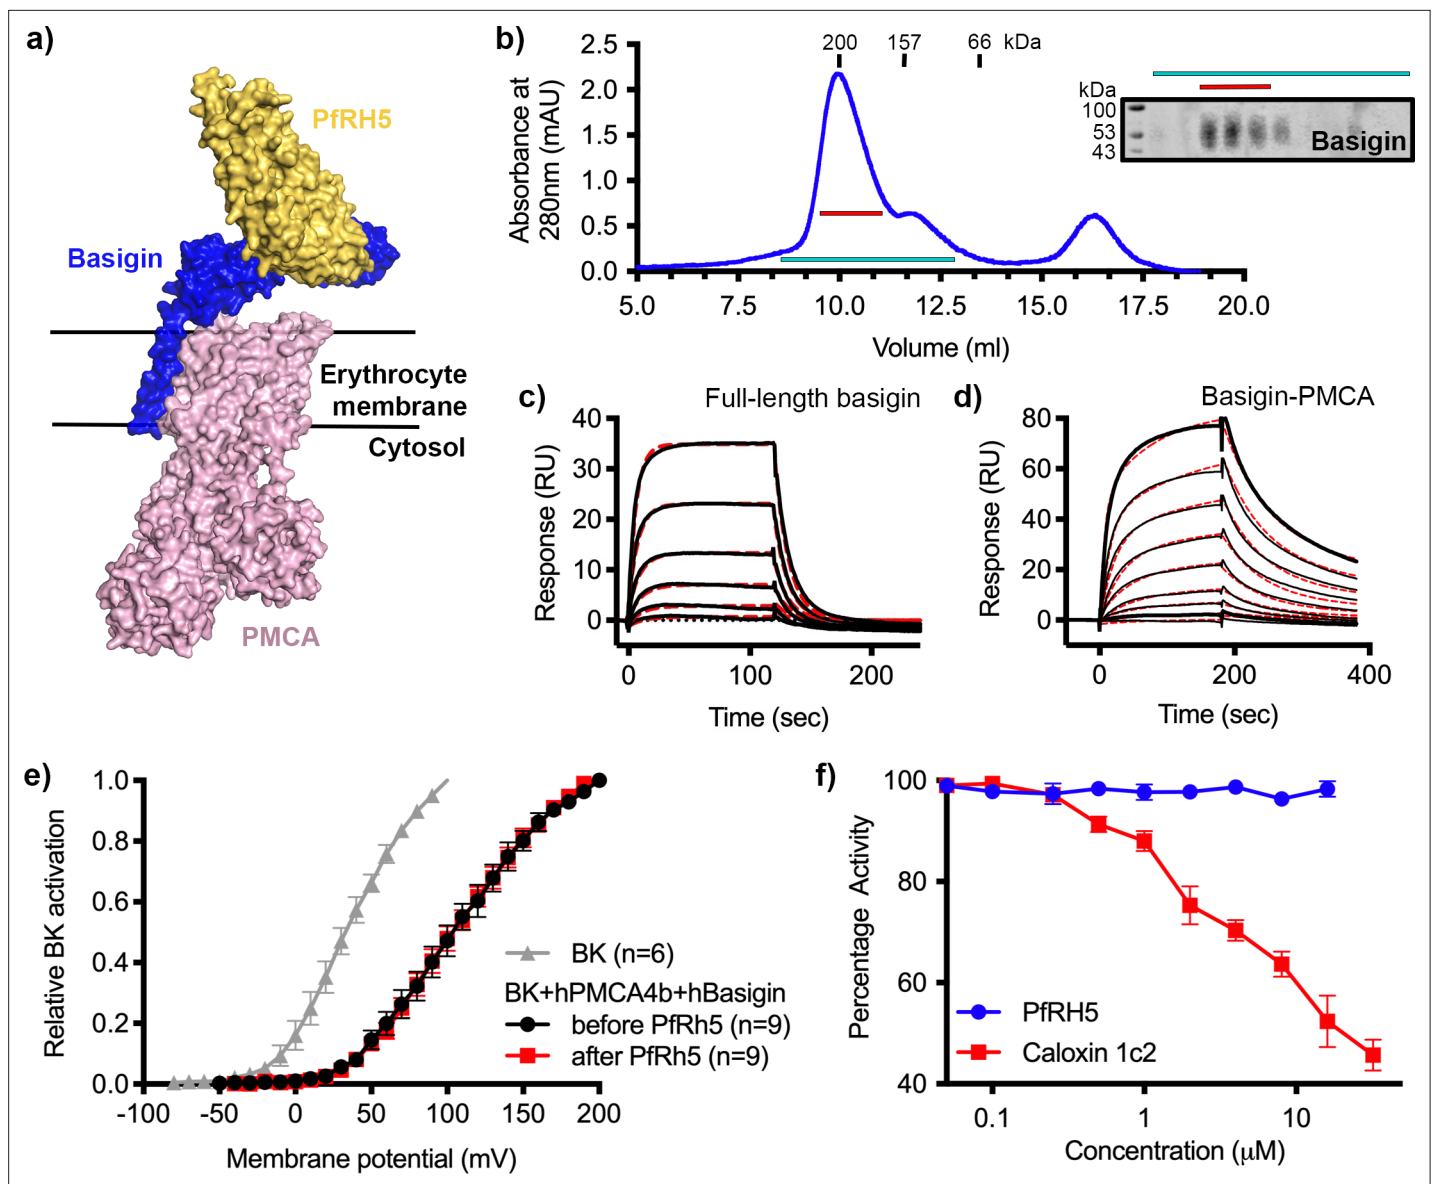 a)
PfRH5
Basigin
Erythrocyte
membrane
Cytosol
PMCA
b)
200 157 66 kDa
2.5
2.0
1.5
1.0
0.5
0.0
Absorbance at
280nm (mAU)
5.0 7.5 10.0 12.5 15.0 17.5 20.0
Volume (ml)
kDa
100
53
43
Basigin
c)
Full-length basigin
40
30
20
10
0
Response (RU)
0 100 200
Time (sec)
d)
Basigin-PMCA
80
60
40
20
0
Response (RU)
0 200 400
Time (sec)
e)
1.0
0.8
0.6
0.4
0.2
0.0
Relative BK activation
BK (n=6)
BK+hPMCA4b+hBasigin
before PfRh5 (n=9)
after PfRh5 (n=9)
-100 -50 0 50 100 150 200
Membrane potential (mV)
f)
100
80
60
40
Percentage Activity
PfRH5
Caloxin 1c2
0.1 1 10
Concentration (μM)